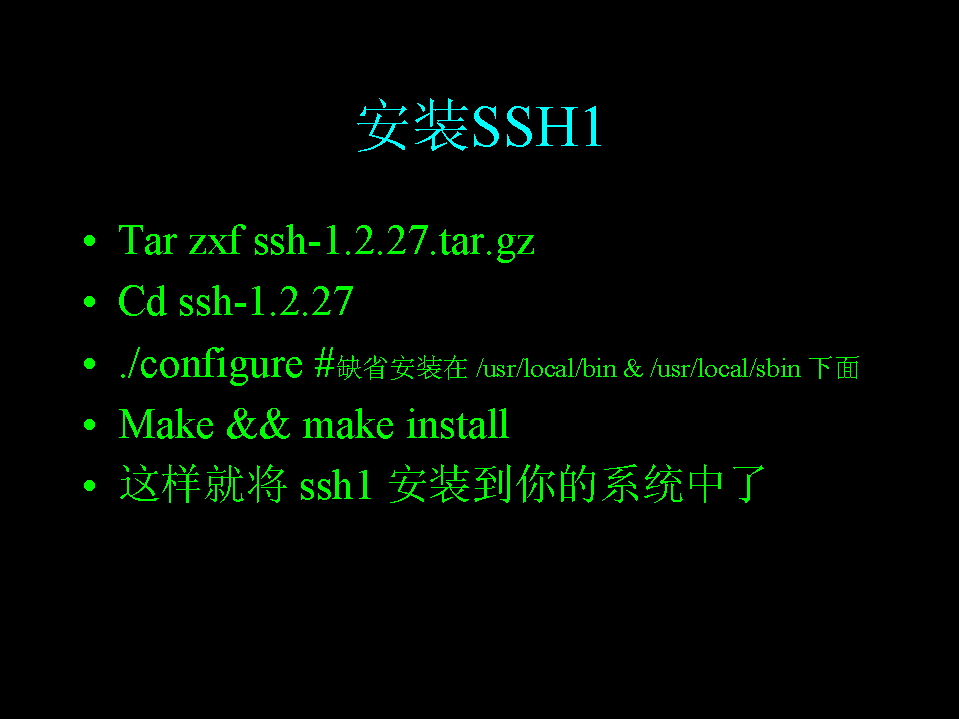 安装SSH1
• Tar zxf ssh-1.2.27.tar.gz
• Cd ssh-1.2.27
• ./configure #缺省安装在 /usr/local/bin & /usr/local/sbin 下面
• Make && make install
• 这样就将 ssh1 安装到你的系统中了